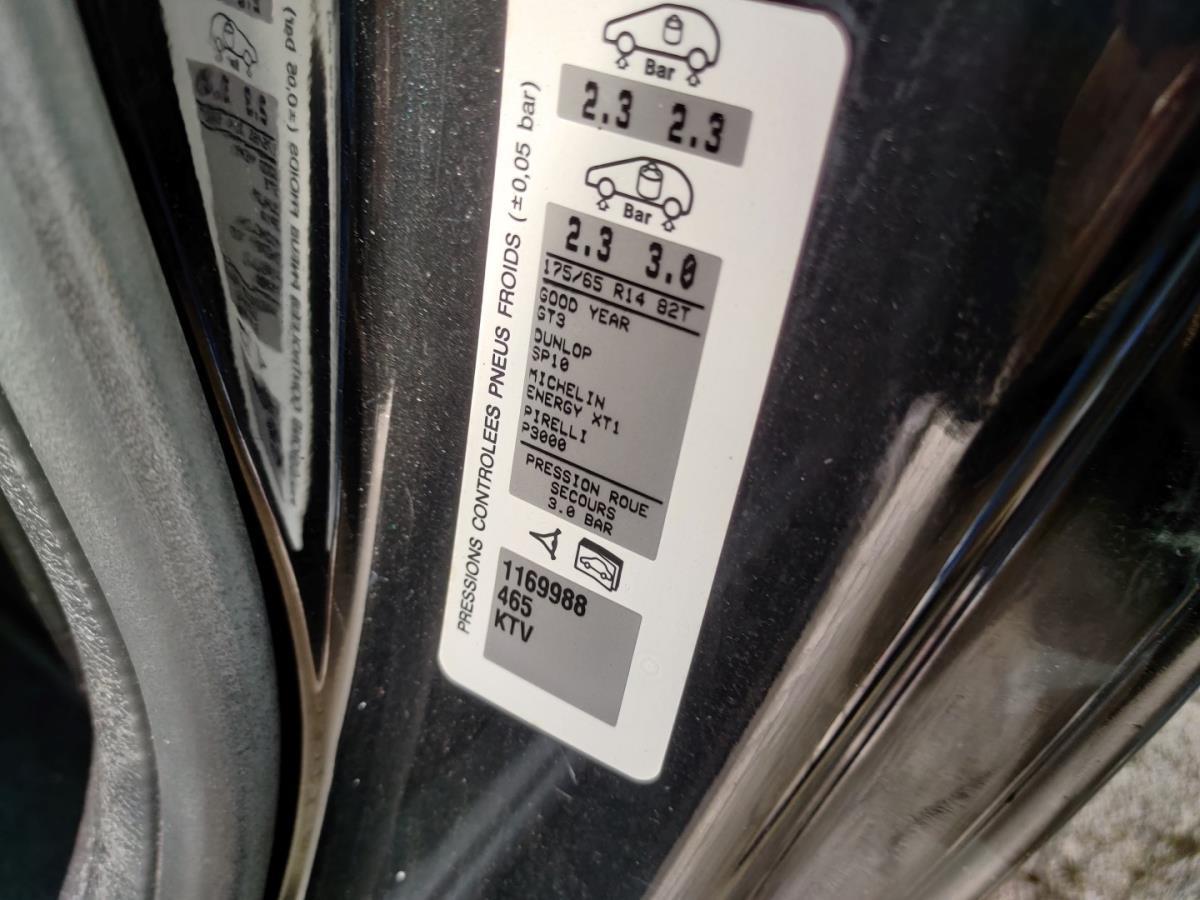 Bar
2.3 2.3
Bar
2.3 3.0
175/65 R14 82T
GOOD YEAR
GT3
DUNLOP
SP10
MICHELIN
ENERGY XT1
PIRELLI
P3000
PRESSION ROUE
SECOURS
3.0 BAR
1169988
465
KTV
PRESSIONS CONTROLEES PNEUS FROIDS (±0,05 bar)